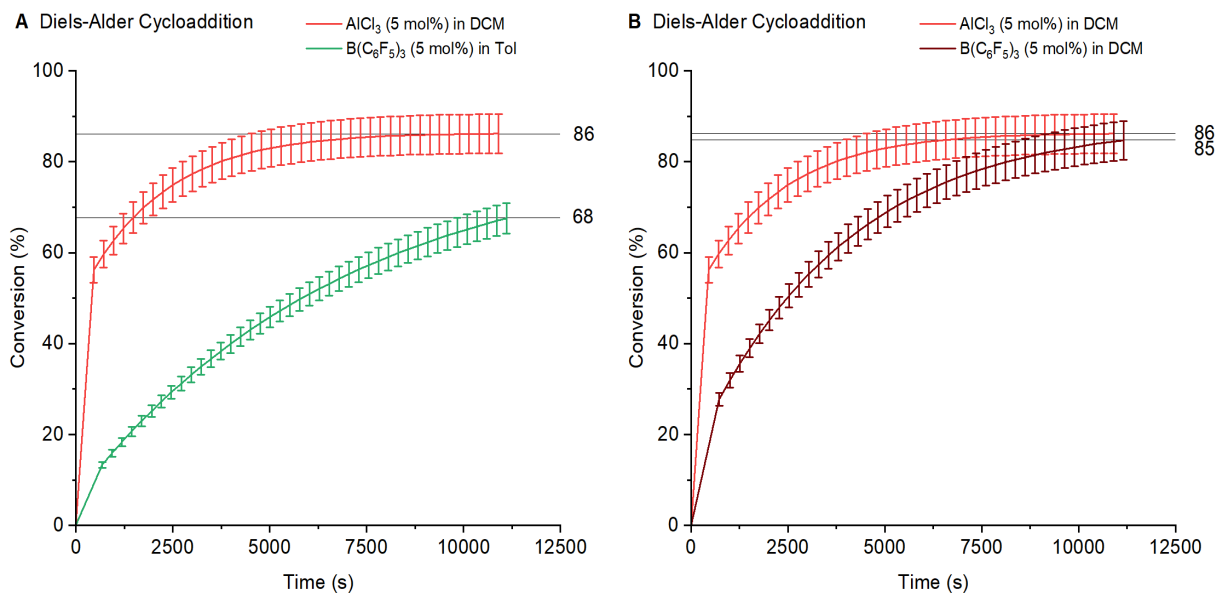 A Diels-Alder Cycloaddition
AlCl₃ (5 mol%) in DCM
B(C₆F₅)₃ (5 mol%) in Tol
100
80
60
40
20
0
Conversion (%)
86
68
0 2500 5000 7500 10000 12500
Time (s)
B Diels-Alder Cycloaddition
AlCl₃ (5 mol%) in DCM
B(C₆F₅)₃ (5 mol%) in DCM
100
80
60
40
20
0
Conversion (%)
86
85
0 2500 5000 7500 10000 12500
Time (s)